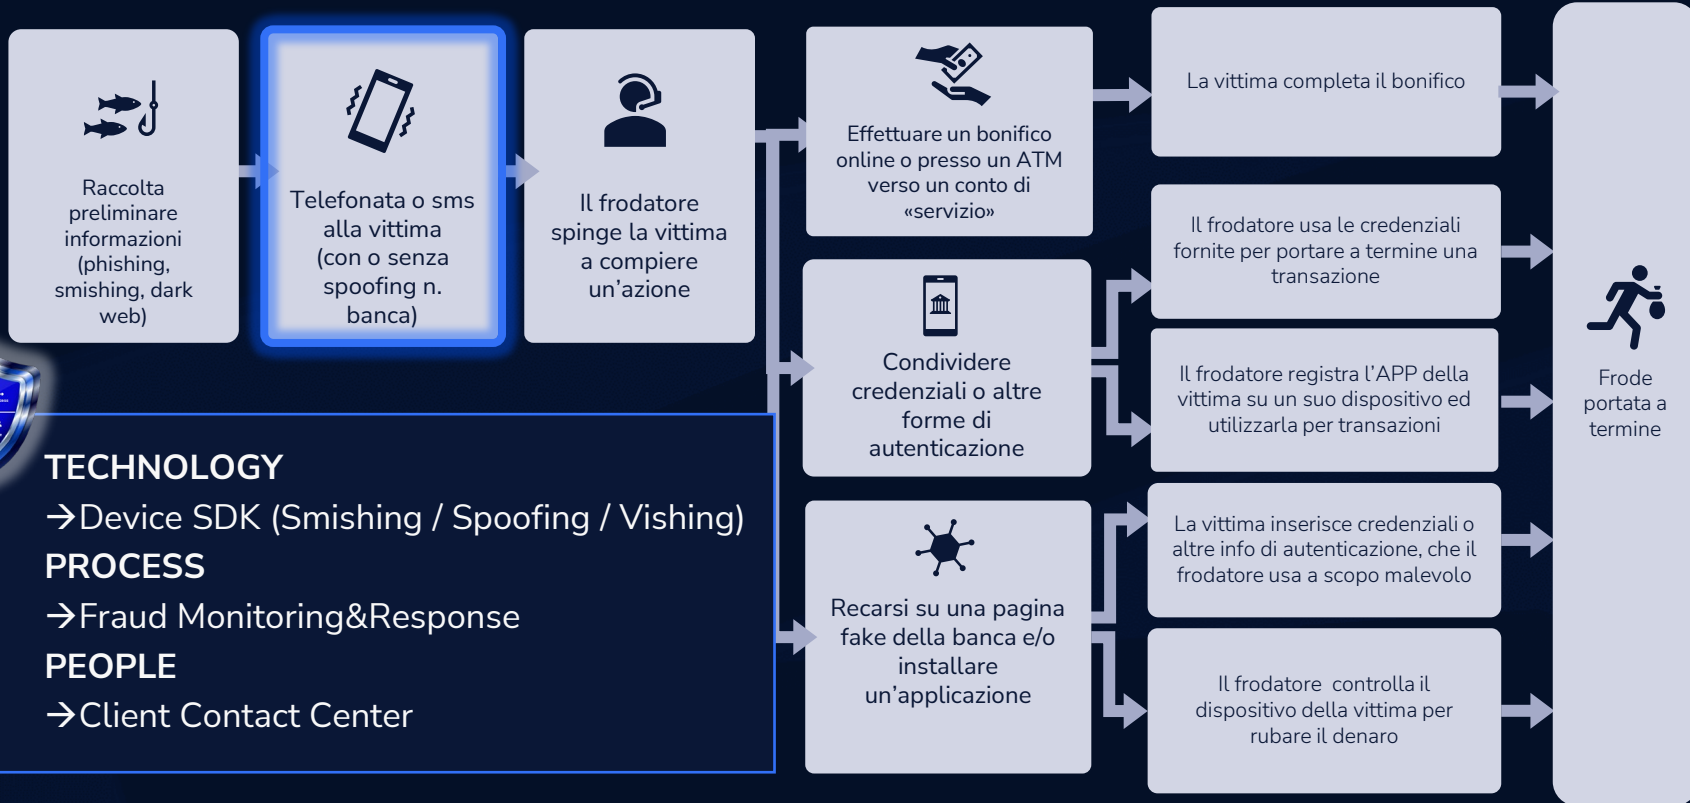 Raccolta
preliminare
informazioni
(phishing,
smishing, dark
web)
Telefonata o sms
alla vittima
(con o senza
spoofing n.
banca)
Il frodatore
spinge la vittima
a compiere
un'azione
Effettuare un bonifico
online o presso un ATM
verso un conto di
«servizio»
La vittima completa il bonifico
Condividere
credenziali o altre
forme di
autenticazione
Il frodatore usa le credenziali
fornite per portare a termine una
transazione
Il frodatore registra l'APP della
vittima su un suo dispositivo ed
utilizzarla per transazioni
Recarsi su una pagina
fake della banca e/o
installare
un'applicazione
La vittima inserisce credenziali o
altre info di autenticazione, che il
frodatore usa a scopo malevolo
Il frodatore  controlla il
dispositivo della vittima per
rubare il denaro
Frode
portata a
termine
TECHNOLOGY
→Device SDK (Smishing / Spoofing / Vishing)
PROCESS
→Fraud Monitoring&Response
PEOPLE
→Client Contact Center